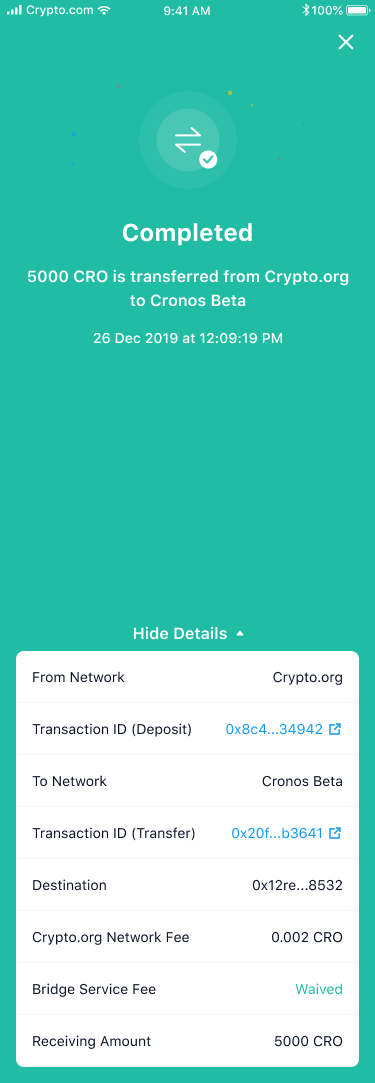 Crypto.com 9:41 AM 100%
Completed
5000 CRO is transferred from Crypto.org
to Cronos Beta
26 Dec 2019 at 12:09:19 PM
Hide Details
From Network Crypto.org
Transaction ID (Deposit) 0x8c4...34942
To Network Cronos Beta
Transaction ID (Transfer) 0x20f...b3641
Destination 0x12re...8532
Crypto.org Network Fee 0.002 CRO
Bridge Service Fee Waived
Receiving Amount 5000 CRO